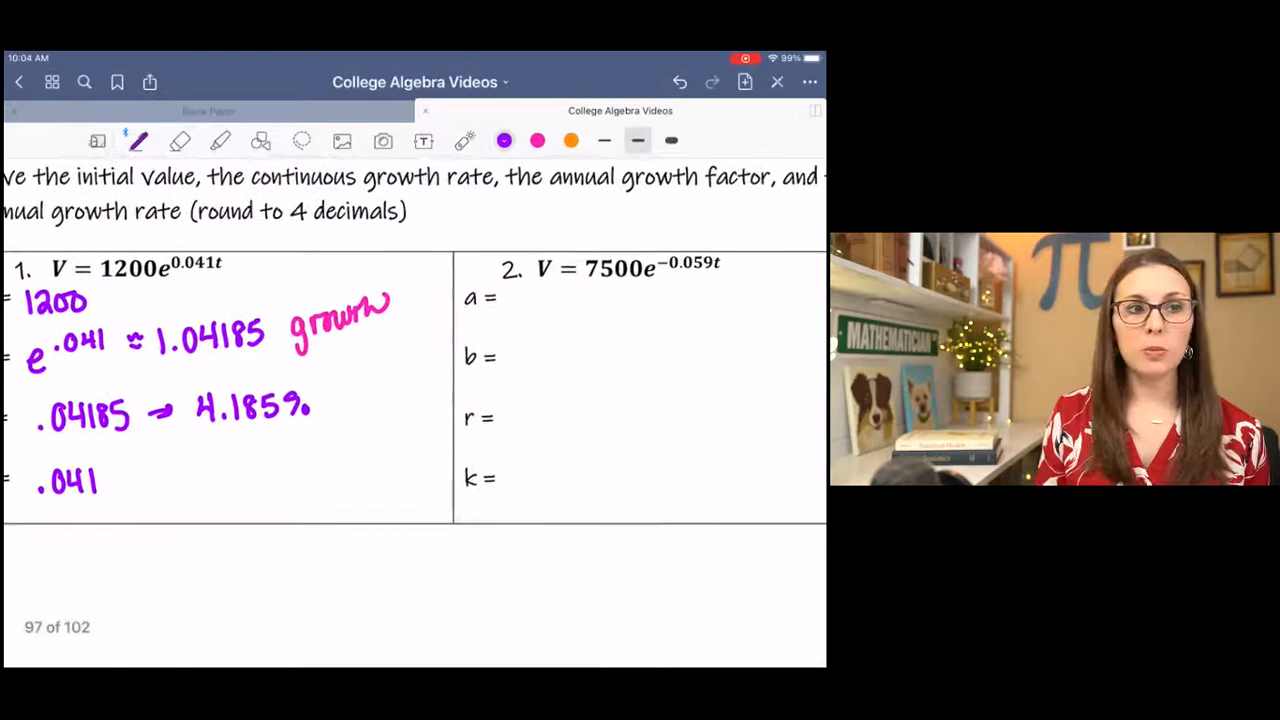 10:04 AM
99%
College Algebra Videos
Blank Paper
College Algebra Videos
ve the initial value, the continuous growth rate, the annual growth factor, and
nual growth rate (round to 4 decimals)
1. V = 1200e^0.041t
= 1200
= e^.041 ≈ 1.04185 growth
= .04185 → 4.185%
= .041
2. V = 7500e^−0.059t
a =
b =
r =
k =
97 of 102
MATHEMATICIAN